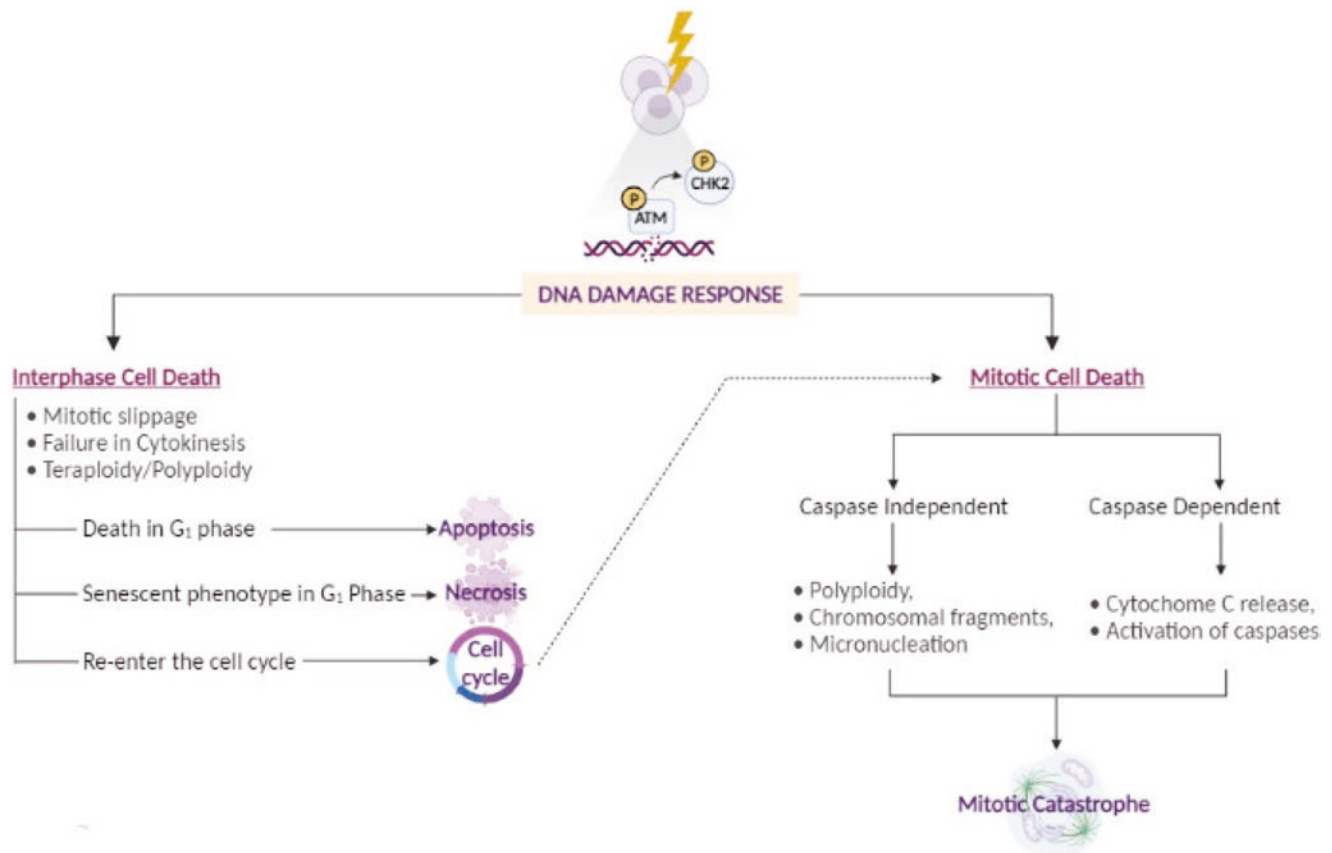 P
CHK2
P
ATM
DNA DAMAGE RESPONSE
Interphase Cell Death
• Mitotic slippage
• Failure in Cytokinesis
• Teraploidy/Polyploidy
Death in G₁ phase
Apoptosis
Senescent phenotype in G₁ Phase
Necrosis
Re-enter the cell cycle
Cell
cycle
Mitotic Cell Death
Caspase Independent
Caspase Dependent
• Polyploidy,
• Chromosomal fragments,
• Micronucleation
• Cytochome C release,
• Activation of caspases
Mitotic Catastrophe